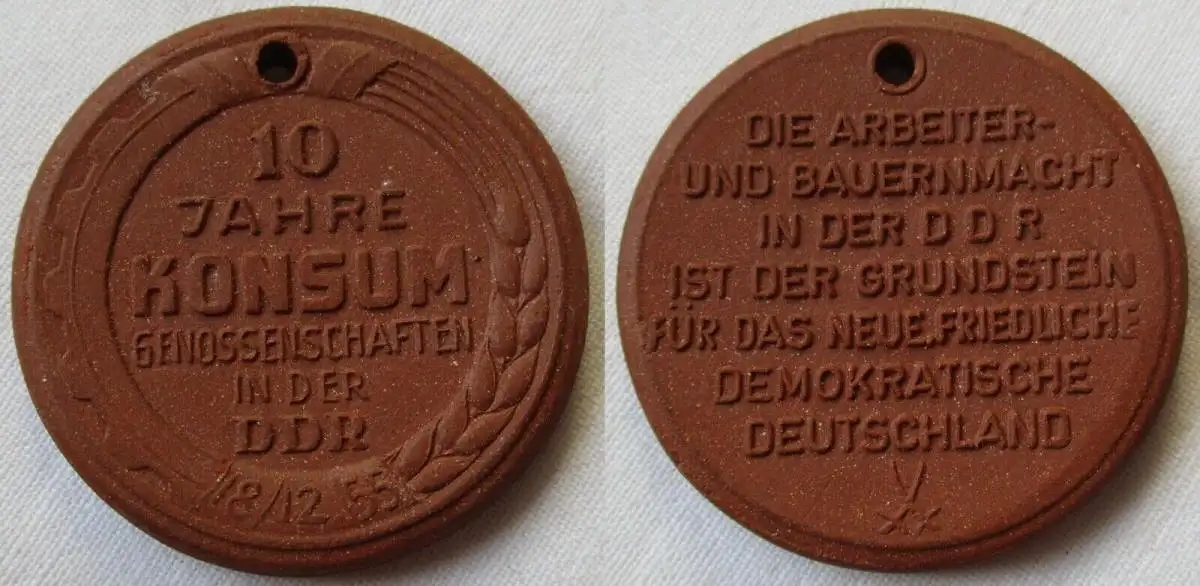 10
JAHRE
KONSUM
GENOSSENSCHAFTEN
IN DER
DDR
18/12 55
DIE ARBEITER-
UND BAUERNMACHT
IN DER D D R
IST DER GRUNDSTEIN
FÜR DAS NEUE, FRIEDLICHE
DEMOKRATISCHE
DEUTSCHLAND